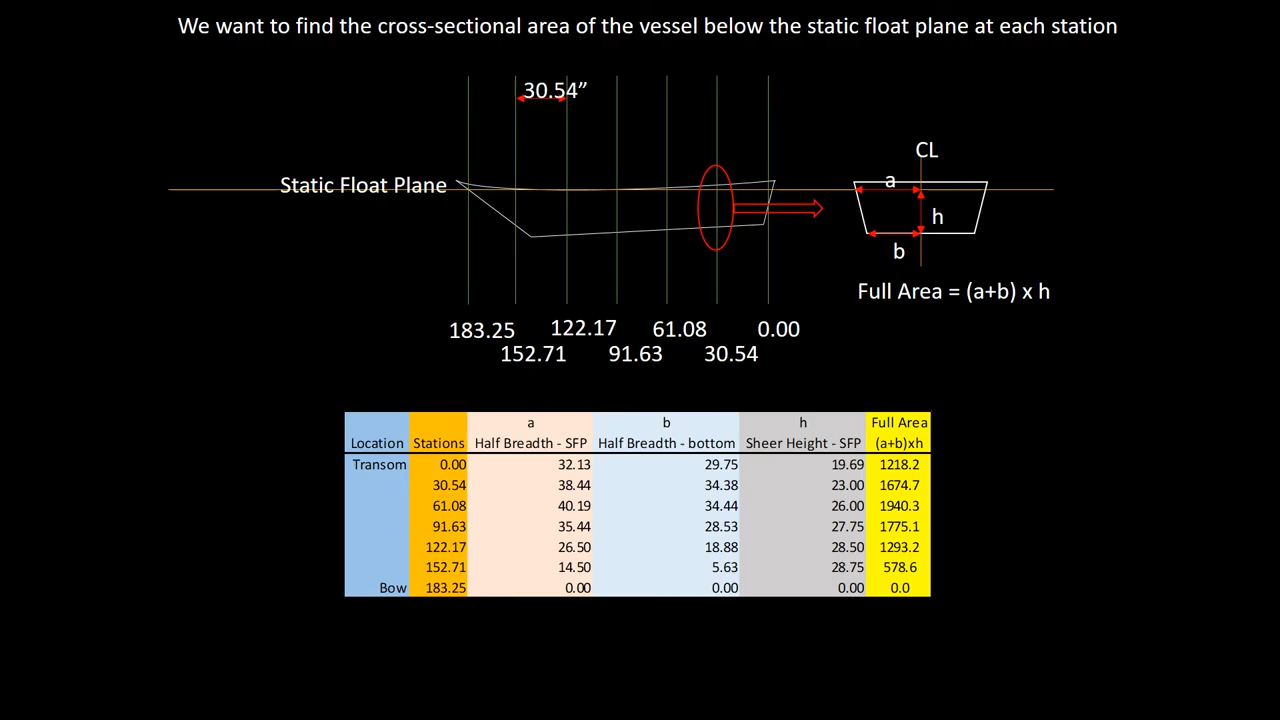 We want to find the cross-sectional area of the vessel below the static float plane at each station
30.54”
CL
Static Float Plane
a
h
b
Full Area = (a+b) x h
183.25 122.17 61.08 0.00
152.71 91.63 30.54
a b h Full Area
Location Stations Half Breadth - SFP Half Breadth - bottom Sheer Height - SFP (a+b)xh
Transom 0.00 32.13 29.75 19.69 1218.2
30.54 38.44 34.38 23.00 1674.7
61.08 40.19 34.44 26.00 1940.3
91.63 35.44 28.53 27.75 1775.1
122.17 26.50 18.88 28.50 1293.2
152.71 14.50 5.63 28.75 578.6
Bow 183.25 0.00 0.00 0.00 0.0